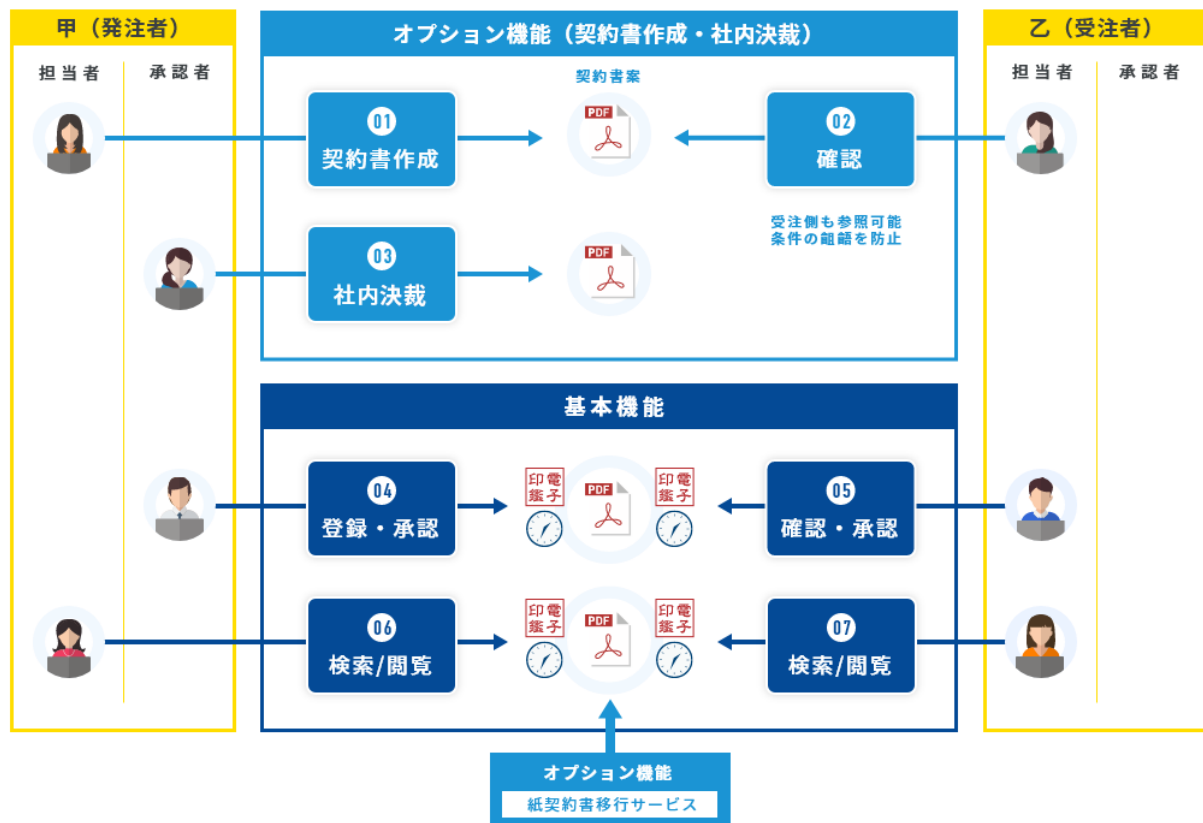 甲（発注者）
担当者
承認者
オプション機能（契約書作成・社内決裁）
契約書案
01
契約書作成
PDF
02
確認
受注側も参照可能
条件の齟齬を防止
03
社内決裁
PDF
乙（受注者）
担当者
承認者
基本機能
04
登録・承認
印電
鑑子
PDF
印電
鑑子
05
確認・承認
06
検索/閲覧
印電
鑑子
PDF
印電
鑑子
07
検索/閲覧
オプション機能
紙契約書移行サービス